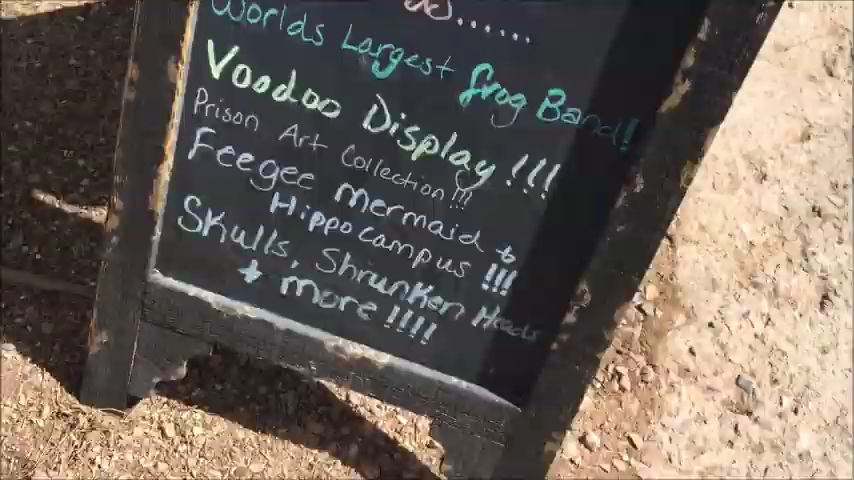 Worlds Largest frog Band!
Voodoo Display !!!
Prison Art Collection !!!
Feegee mermaid +
Hippocampus !!!
Skulls, Shrunken Heads
+ more !!!!